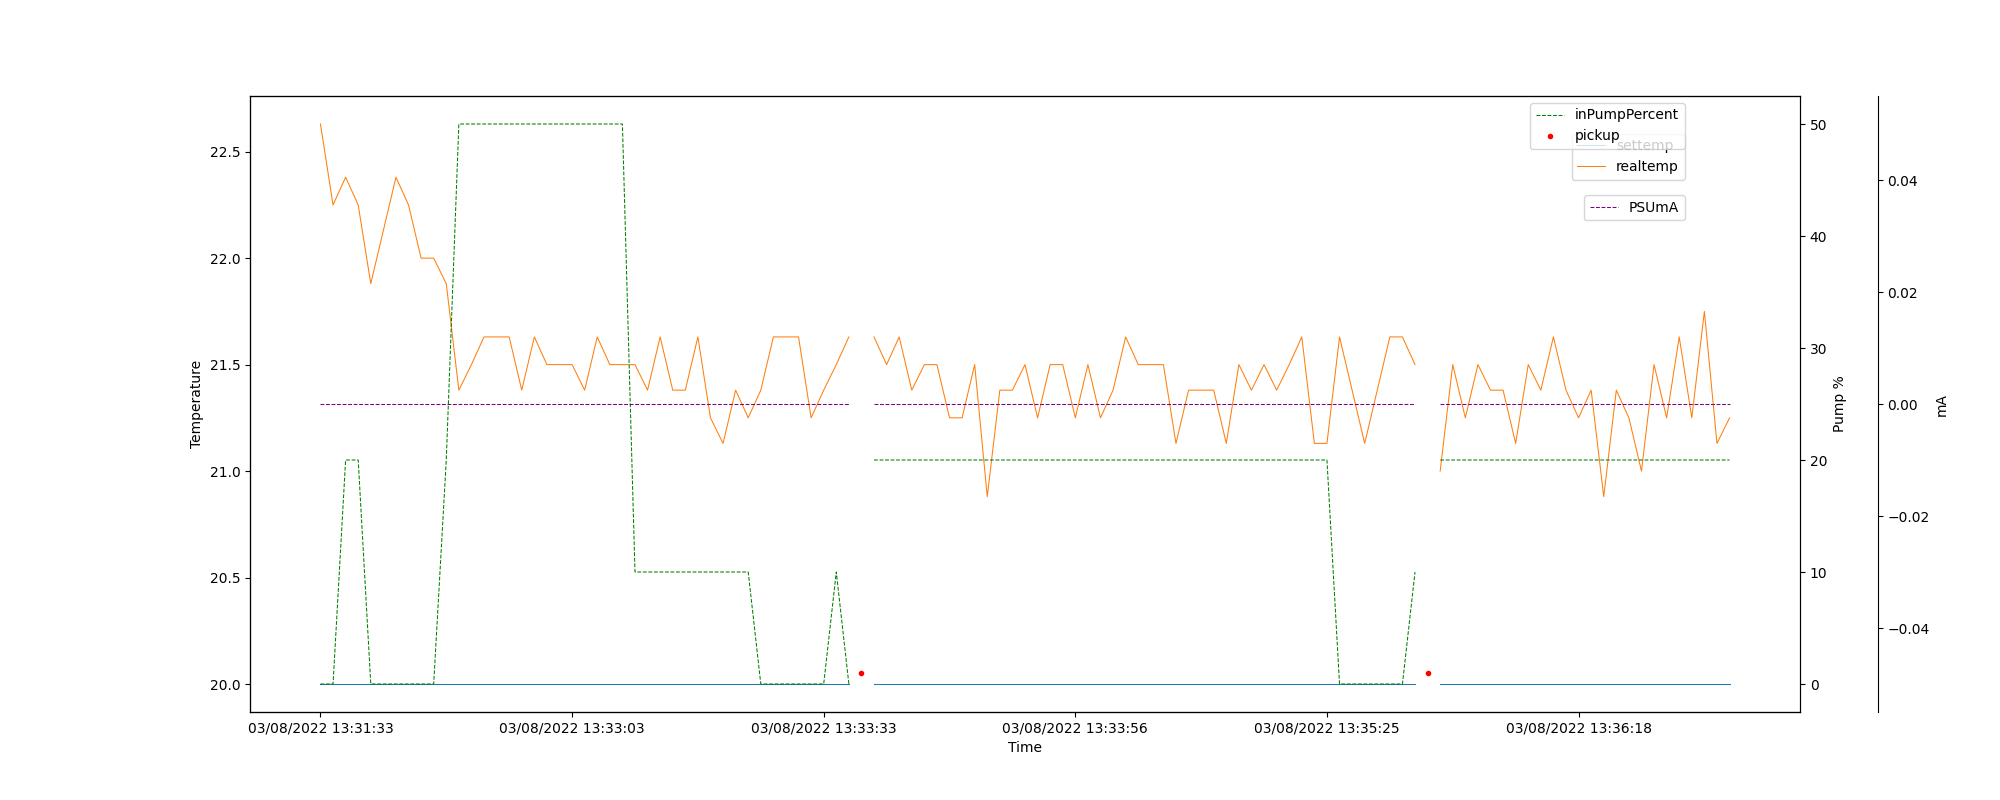 inPumpPercent
pickup
settemp
realtemp
PSUmA
22.5
22.0
21.5
21.0
20.5
20.0
Temperature
50
40
30
20
10
0
Pump %
0.04
0.02
0.00
−0.02
−0.04
mA
03/08/2022 13:31:33
03/08/2022 13:33:03
03/08/2022 13:33:33
03/08/2022 13:33:56
03/08/2022 13:35:25
03/08/2022 13:36:18
Time